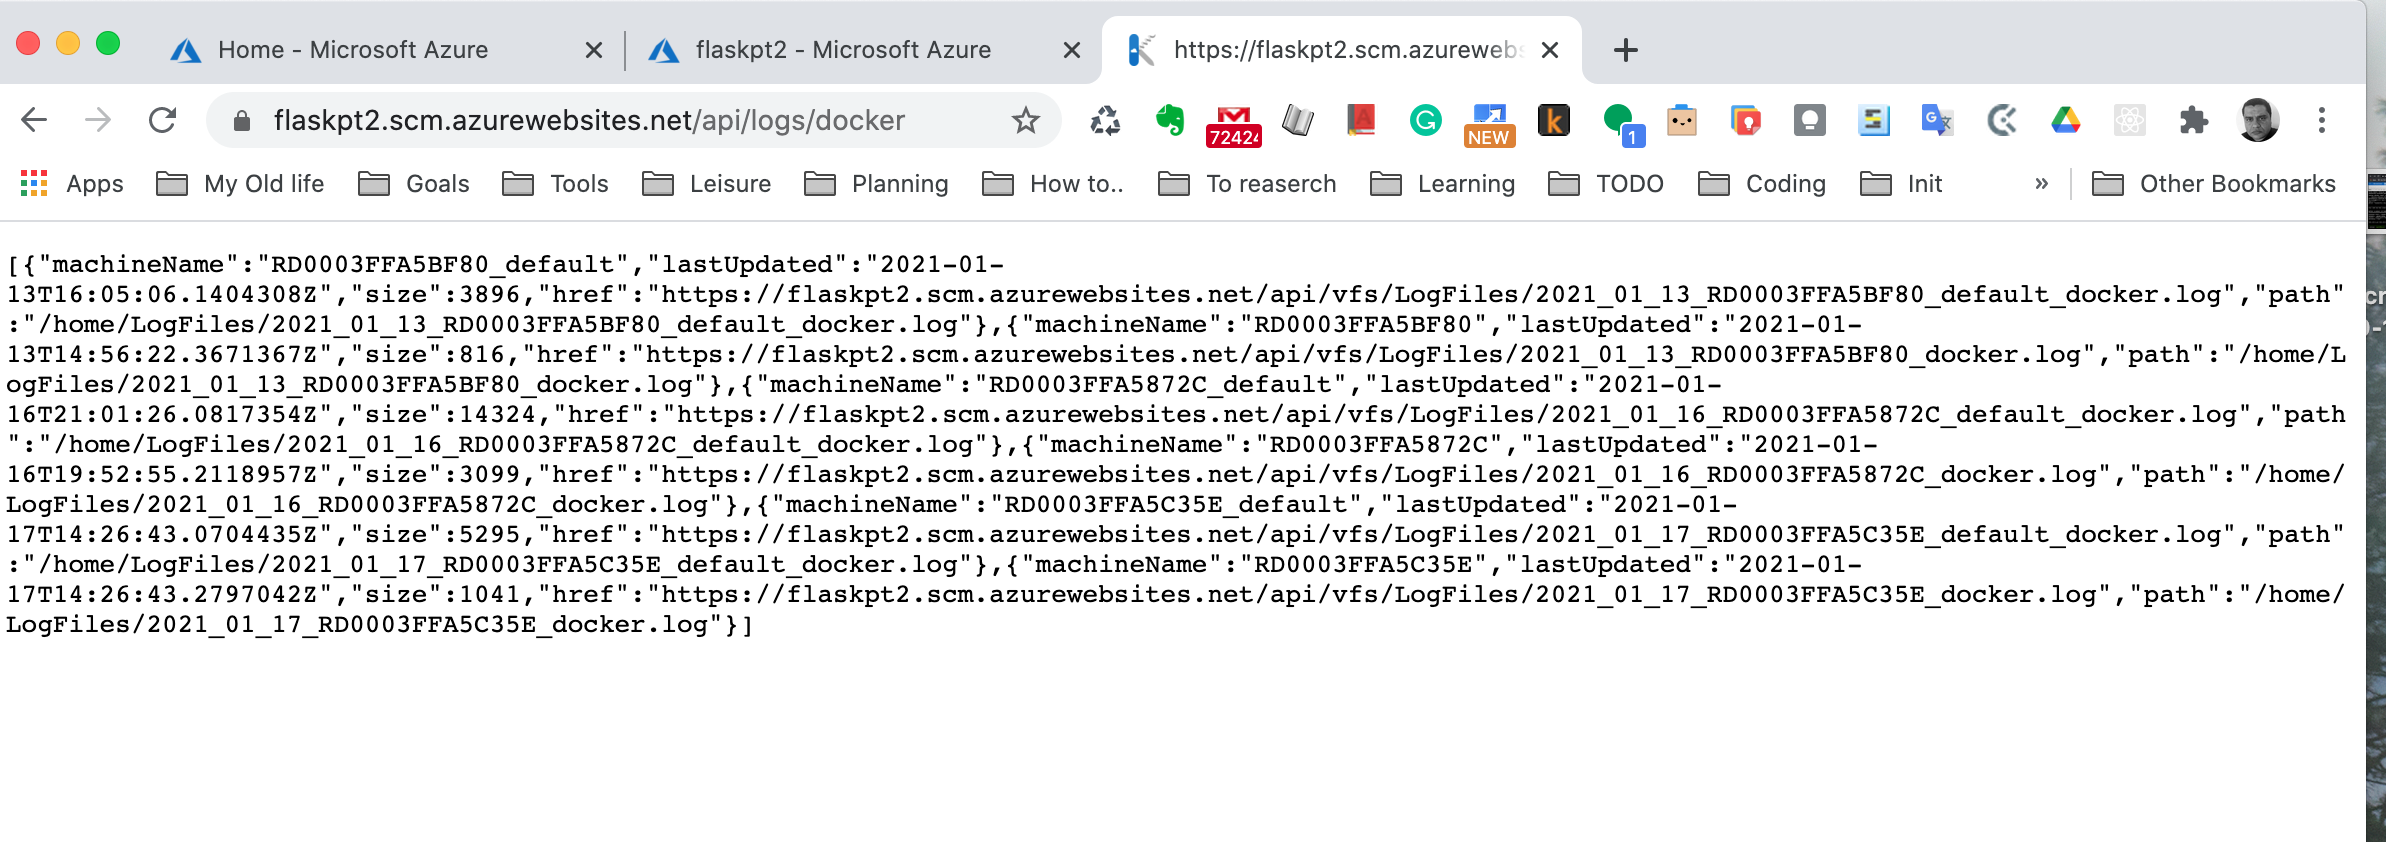 Home - Microsoft Azure
flaskpt2 - Microsoft Azure
https://flaskpt2.scm.azurewebs
flaskpt2.scm.azurewebsites.net/api/logs/docker
72424
NEW
1
Apps
My Old life
Goals
Tools
Leisure
Planning
How to..
To reaserch
Learning
TODO
Coding
Init
»
Other Bookmarks
[{"machineName":"RD0003FFA5BF80_default","lastUpdated":"2021-01-
13T16:05:06.1404308Z","size":3896,"href":"https://flaskpt2.scm.azurewebsites.net/api/vfs/LogFiles/2021_01_13_RD0003FFA5BF80_default_docker.log","path"
:"/home/LogFiles/2021_01_13_RD0003FFA5BF80_default_docker.log"},{"machineName":"RD0003FFA5BF80","lastUpdated":"2021-01-
13T14:56:22.3671367Z","size":816,"href":"https://flaskpt2.scm.azurewebsites.net/api/vfs/LogFiles/2021_01_13_RD0003FFA5BF80_docker.log","path":"/home/L
ogFiles/2021_01_13_RD0003FFA5BF80_docker.log"},{"machineName":"RD0003FFA5872C_default","lastUpdated":"2021-01-
16T21:01:26.0817354Z","size":14324,"href":"https://flaskpt2.scm.azurewebsites.net/api/vfs/LogFiles/2021_01_16_RD0003FFA5872C_default_docker.log","path
":"/home/LogFiles/2021_01_16_RD0003FFA5872C_default_docker.log"},{"machineName":"RD0003FFA5872C","lastUpdated":"2021-01-
16T19:52:55.2118957Z","size":3099,"href":"https://flaskpt2.scm.azurewebsites.net/api/vfs/LogFiles/2021_01_16_RD0003FFA5872C_docker.log","path":"/home/
LogFiles/2021_01_16_RD0003FFA5872C_docker.log"},{"machineName":"RD0003FFA5C35E_default","lastUpdated":"2021-01-
17T14:26:43.0704435Z","size":5295,"href":"https://flaskpt2.scm.azurewebsites.net/api/vfs/LogFiles/2021_01_17_RD0003FFA5C35E_default_docker.log","path"
:"/home/LogFiles/2021_01_17_RD0003FFA5C35E_default_docker.log"},{"machineName":"RD0003FFA5C35E","lastUpdated":"2021-01-
17T14:26:43.2797042Z","size":1041,"href":"https://flaskpt2.scm.azurewebsites.net/api/vfs/LogFiles/2021_01_17_RD0003FFA5C35E_docker.log","path":"/home/
LogFiles/2021_01_17_RD0003FFA5C35E_docker.log"}]